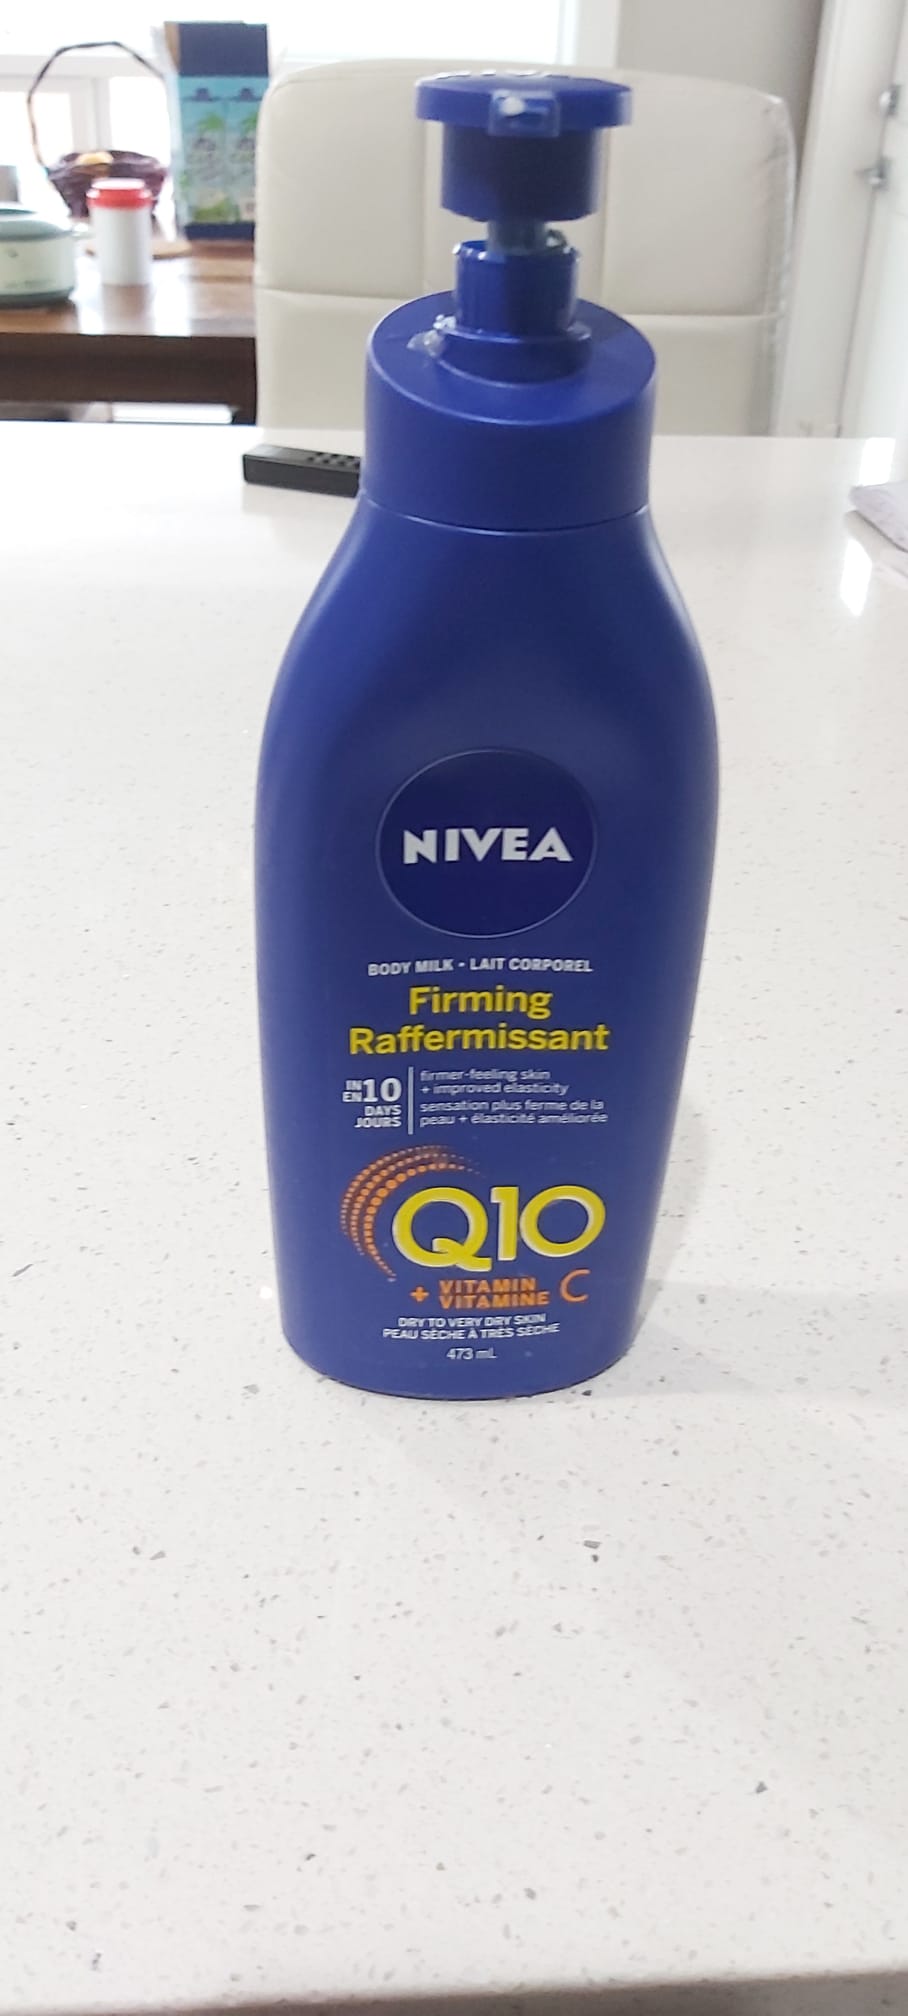 NIVEA
BODY MILK - LAIT CORPOREL
Firming
Raffermissant
IN
EN 10
DAYS
JOURS
firmer-feeling skin
+ improved elasticity
sensation plus ferme de la
peau + élasticité améliorée
Q10
+ VITAMIN C
VITAMINE
DRY TO VERY DRY SKIN
PEAU SÈCHE À TRÈS SÈCHE
473 mL